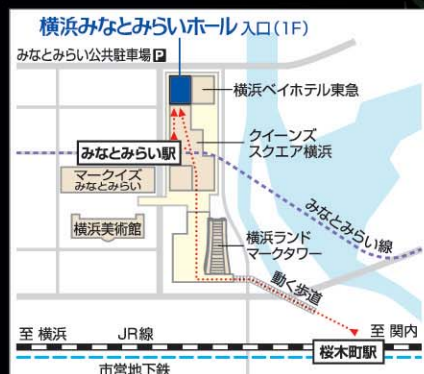 横浜みなとみらいホール 入口(1F)
みなとみらい公共駐車場 P
横浜ベイホテル東急
クイーンズ
スクエア横浜
みなとみらい駅
マークイズ
みなとみらい
みなとみらい線
横浜美術館
横浜ランド
マークタワー
動く歩道
至 横浜
JR線
至 関内
桜木町駅
市営地下鉄